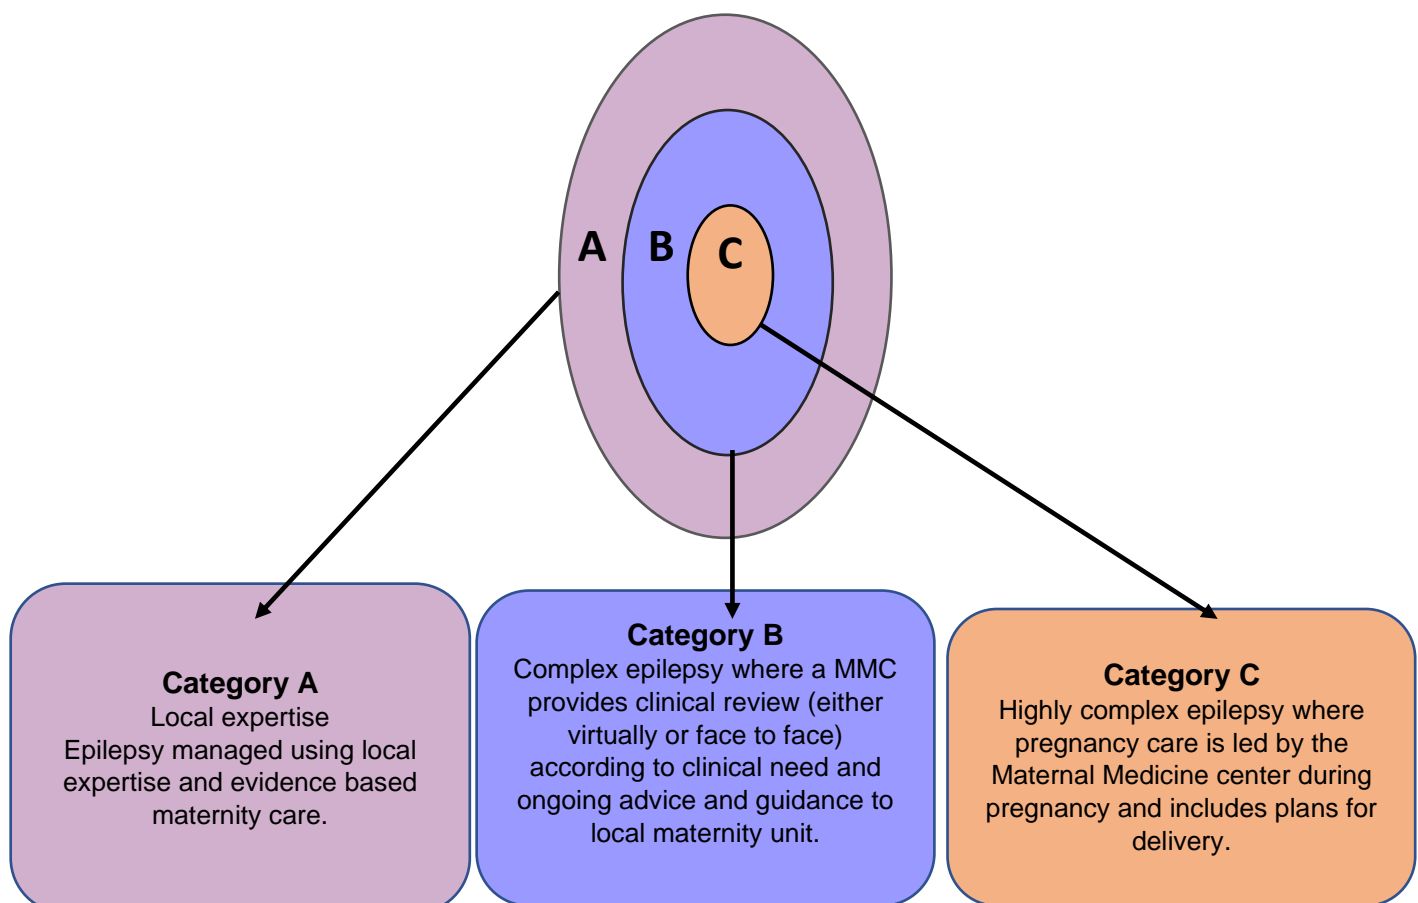 A
B
C
Category A
Local expertise
Epilepsy managed using local
expertise and evidence based
maternity care.
Category B
Complex epilepsy where a MMC
provides clinical review (either
virtually or face to face)
according to clinical need and
ongoing advice and guidance to
local maternity unit.
Category C
Highly complex epilepsy where
pregnancy care is led by the
Maternal Medicine center during
pregnancy and includes plans for
delivery.